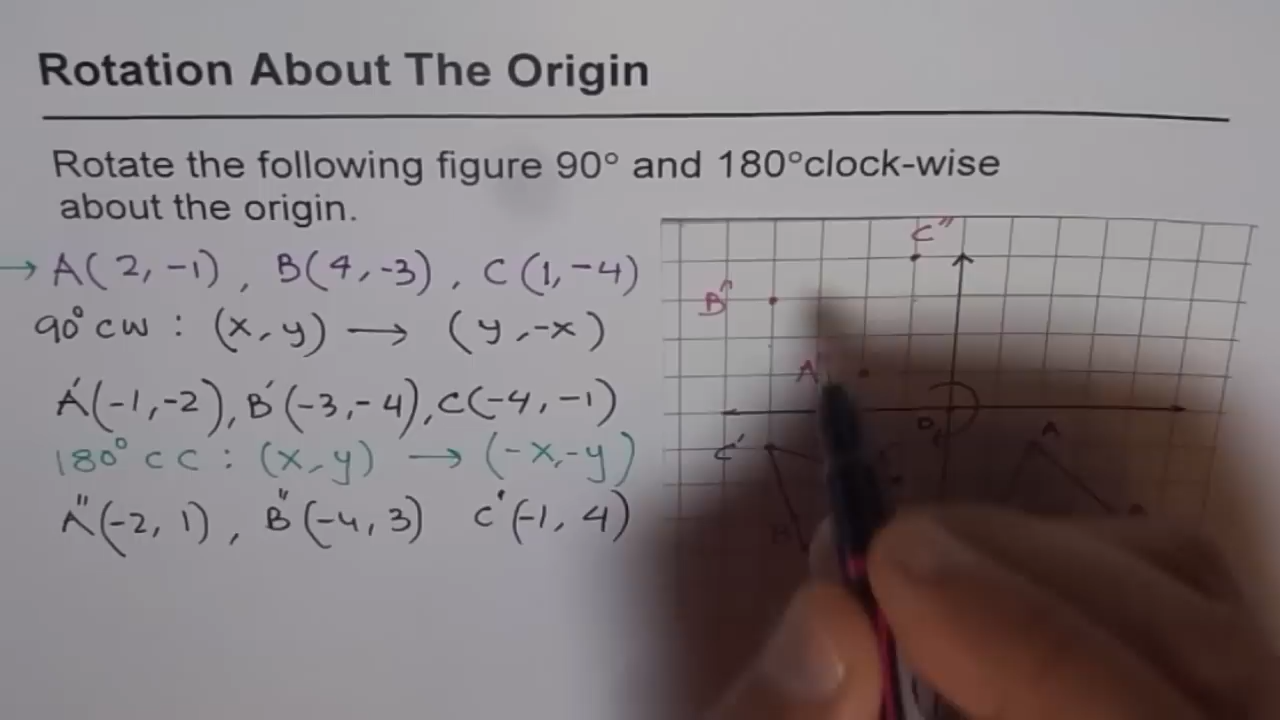 Rotation About The Origin
Rotate the following figure 90° and 180°clock-wise
about the origin.
→ A(2,-1), B(4,-3), C(1,-4)
90° cw : (x,y) → (y,-x)
A'(-1,-2), B'(-3,-4), C(-4,-1)
180° c c : (x,y) → (-x,-y)
A"(-2, 1), B"(-4, 3) C'(-1, 4)
C"
B"
A"
C'
A
B